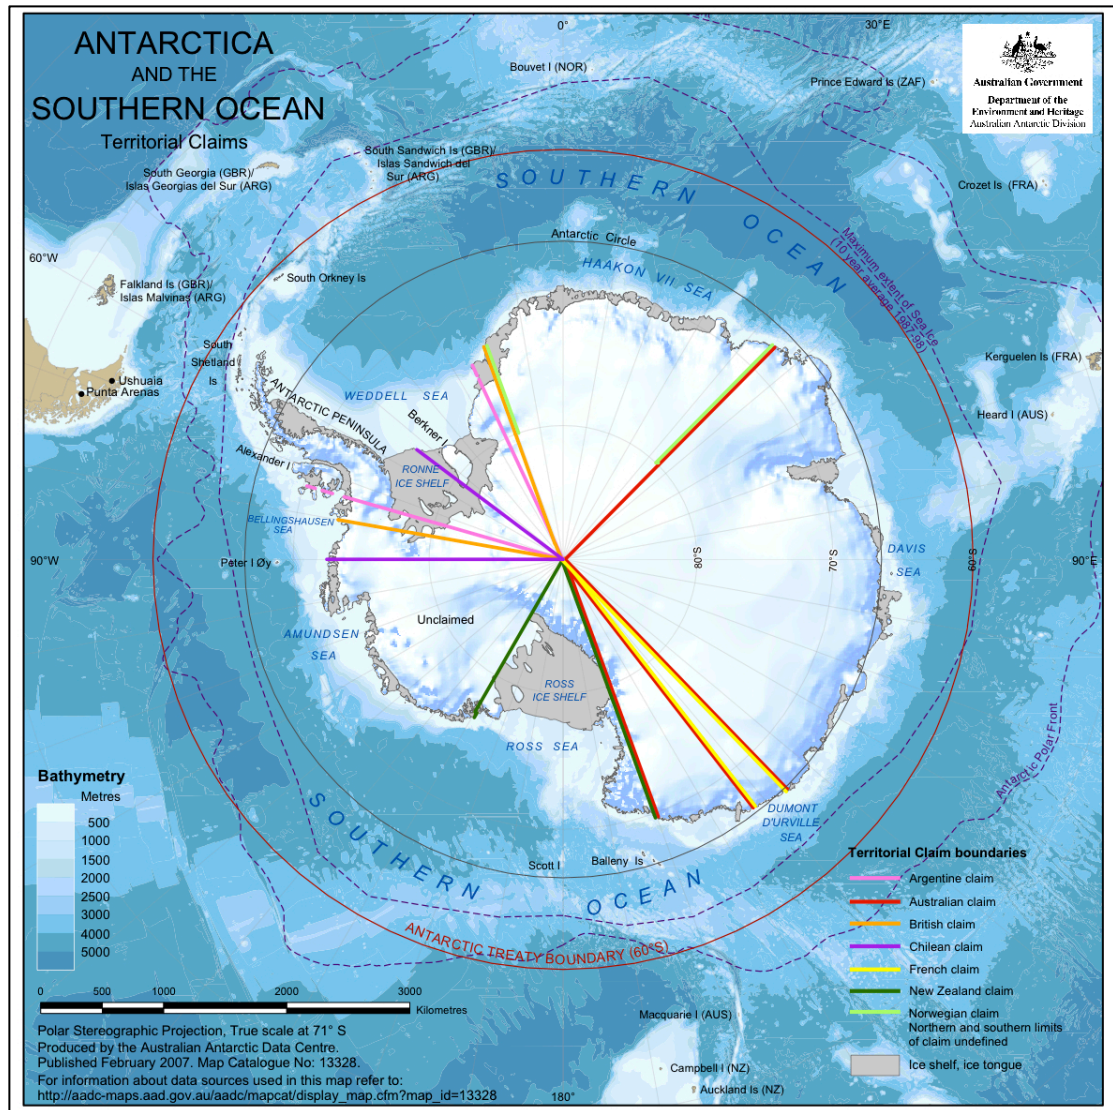 ANTARCTICA
AND THE
SOUTHERN OCEAN
Territorial Claims
0°
30°E
Bouvet I (NOR)
Prince Edward Is (ZAF)
Australian Government
Department of the
Environment and Heritage
Australian Antarctic Division
South Sandwich Is (GBR)/
Islas Sandwich del
Sur (ARG)
South Georgia (GBR)/
Islas Georgias del Sur (ARG)
SOUTHERN OCEAN
Crozet Is (FRA)
Antarctic Circle
Maximum extent of Sea Ice
(10 year average 1987-98)
60°W
HAAKON VII SEA
South Orkney Is
Falkland Is (GBR)/
Islas Malvinas (ARG)
South
Shetland
Is
Kerguelen Is (FRA)
Ushuaia
Punta Arenas
ANTARCTIC PENINSULA
WEDDELL SEA
Berkner I
Heard I (AUS)
Alexander I
RONNE
ICE SHELF
BELLINGSHAUSEN
SEA
90°W
Peter I Øy
80°S
70°S
60°S
DAVIS
SEA
90°E
Unclaimed
AMUNDSEN
SEA
ROSS
ICE SHELF
ROSS SEA
Antarctic Polar Front
Bathymetry
Metres
500
1000
1500
2000
2500
3000
4000
5000
DUMONT
D'URVILLE
SEA
SOUTHERN OCEAN
Scott I
Balleny Is
ANTARCTIC TREATY BOUNDARY (60°S)
Territorial Claim boundaries
Argentine claim
Australian claim
British claim
Chilean claim
French claim
New Zealand claim
Norwegian claim
Northern and southern limits
of claim undefined
Ice shelf, ice tongue
0 500 1000 2000 3000
Kilometres
Macquarie I (AUS)
Polar Stereographic Projection, True scale at 71° S
Produced by the Australian Antarctic Data Centre.
Published February 2007. Map Catalogue No: 13328.
For information about data sources used in this map refer to:
http://aadc-maps.aad.gov.au/aadc/mapcat/display_map.cfm?map_id=13328
Campbell I (NZ)
Auckland Is (NZ)
180°